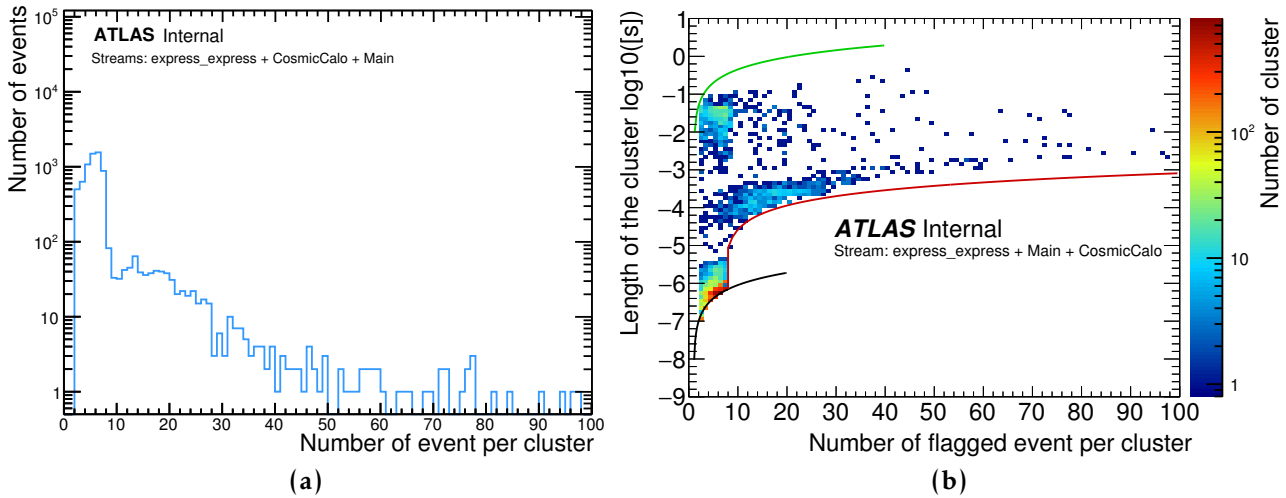 Number of events
10^5
10^4
10^3
10^2
10
1
ATLAS Internal
Streams: express_express + CosmicCalo + Main
0 10 20 30 40 50 60 70 80 90 100
Number of event per cluster
(a)
Length of the cluster log10([s])
1
0
−1
−2
−3
−4
−5
−6
−7
−8
−9
ATLAS Internal
Stream: express_express + Main + CosmicCalo
0 10 20 30 40 50 60 70 80 90 100
Number of flagged event per cluster
(b)
Number of cluster
10^2
10
1